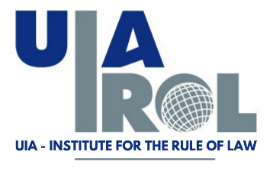 UIA
IROL
UIA - INSTITUTE FOR THE RULE OF LAW